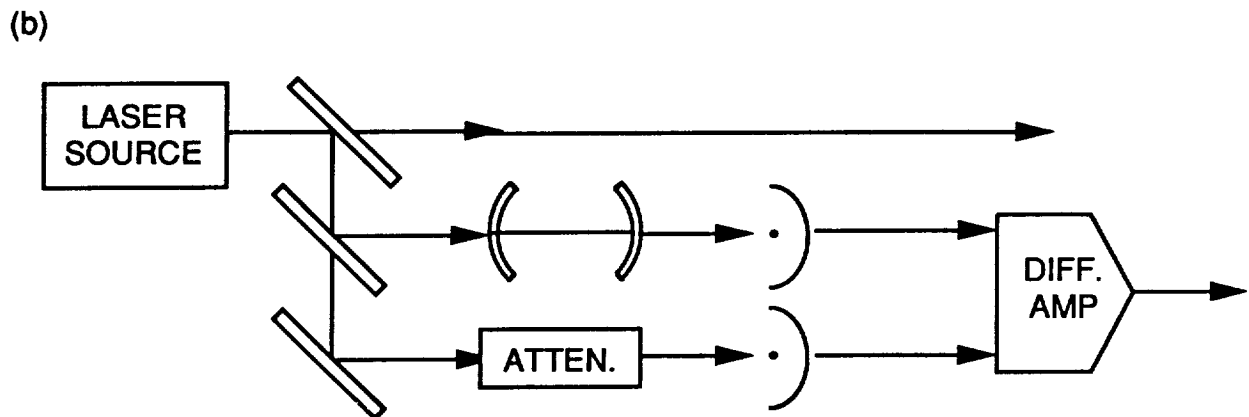 (b)
LASER
SOURCE
DIFF.
AMP
ATTEN.